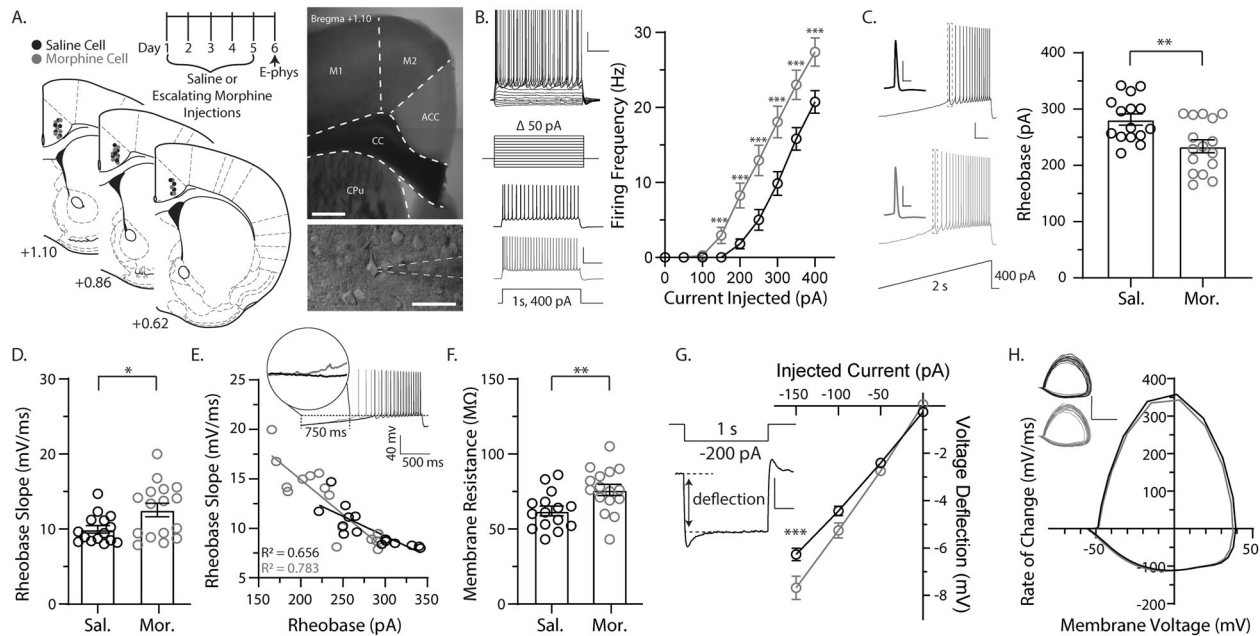 A.
Saline Cell
Morphine Cell
Day 1 2 3 4 5 6
E-phys
Saline or
Escalating Morphine
Injections
+1.10
+0.86
+0.62
Bregma +1.10
M1
M2
ACC
CC
CPu
B.
Δ 50 pA
1s, 400 pA
Firing Frequency (Hz)
30
20
10
0
***
***
***
***
***
***
0 100 200 300 400
Current Injected (pA)
C.
2 s
400 pA
Rheobase (pA)
400
300
200
100
0
**
Sal. Mor.
D.
Rheobase Slope (mV/ms)
30
20
10
0
*
Sal. Mor.
E.
Rheobase Slope (mV/ms)
25
20
15
10
5
750 ms
40 mV
500 ms
R² = 0.656
R² = 0.783
150 200 250 300 350
Rheobase (pA)
F.
Membrane Resistance (MΩ)
150
100
50
0
**
Sal. Mor.
G.
1 s
-200 pA
deflection
Injected Current (pA)
-150 -100 -50
-2
-4
-6
-8
***
Voltage Deflection (mV)
H.
Rate of Change (mV/ms)
400
300
200
100
-100
-200
-50
40 50
Membrane Voltage (mV)